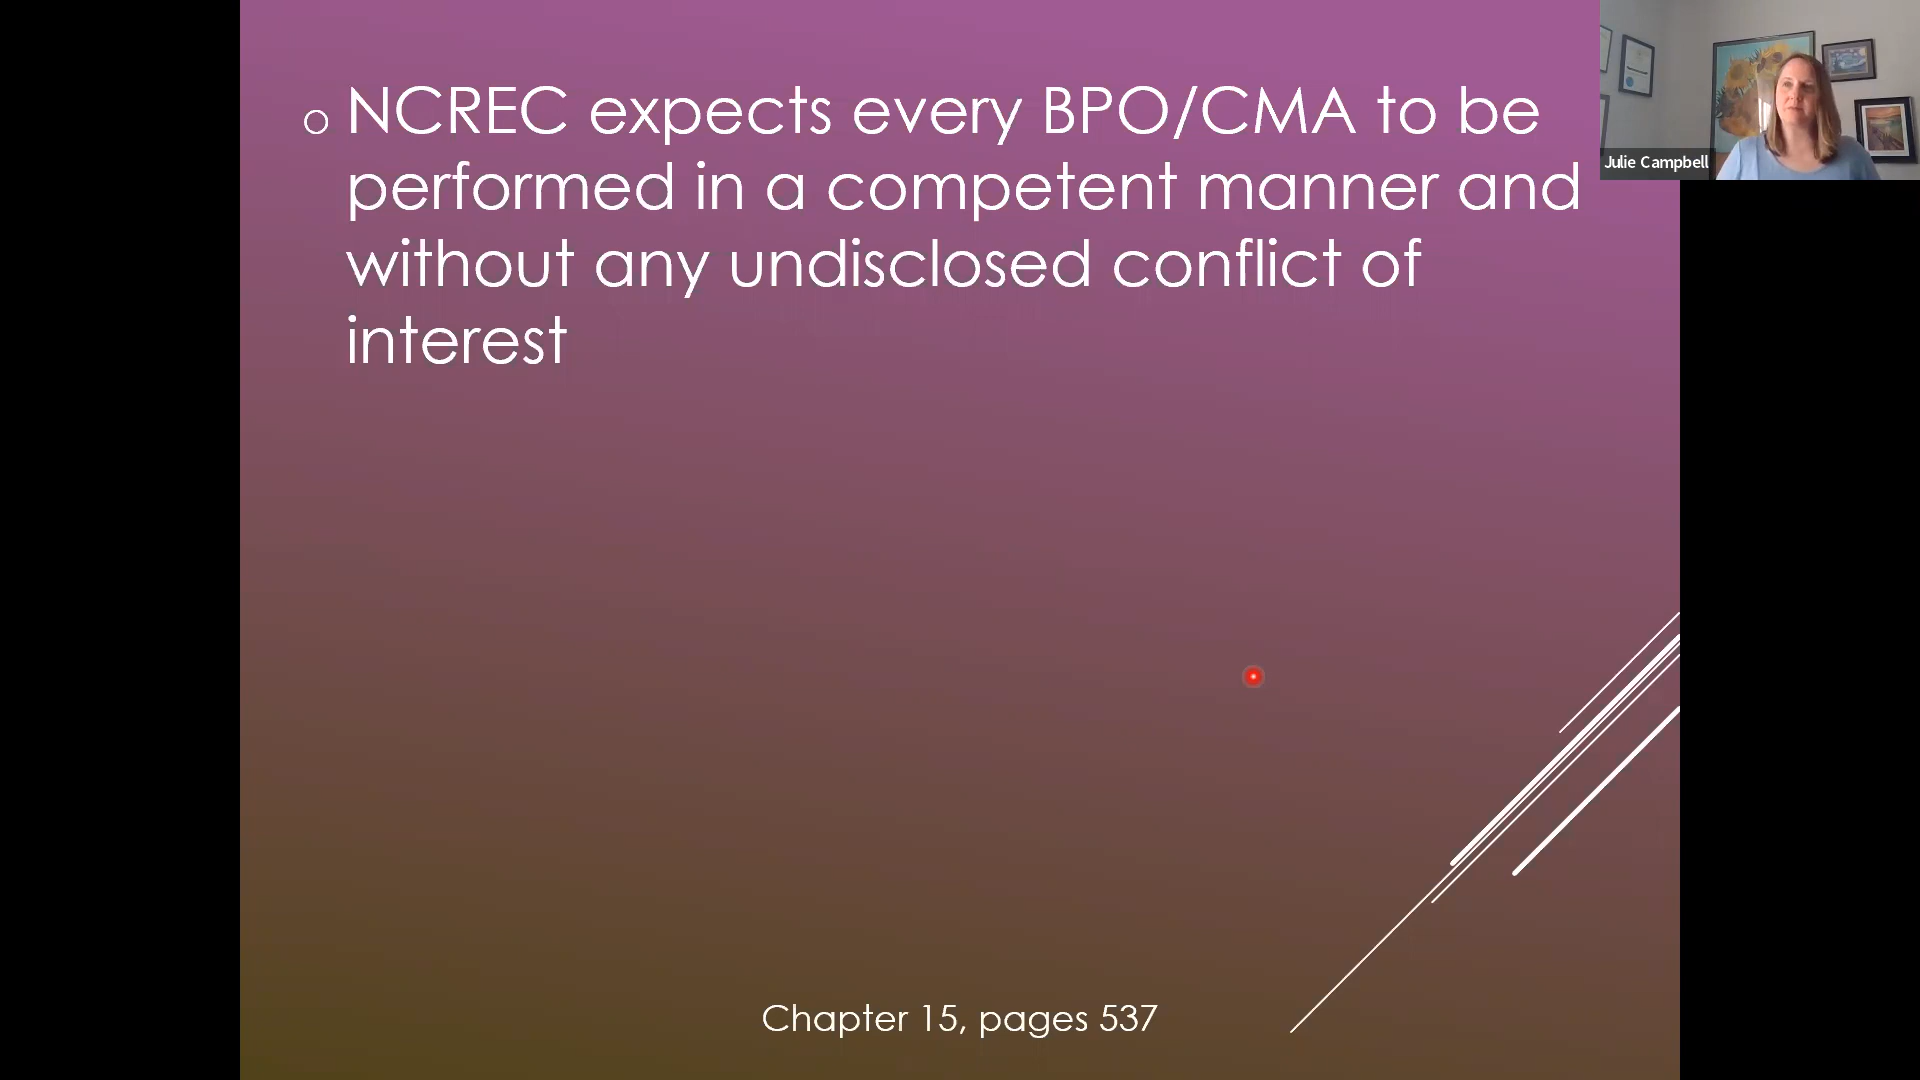 NCREC expects every BPO/CMA to be
performed in a competent manner and
without any undisclosed conflict of
interest
Julie Campbell
Chapter 15, pages 537